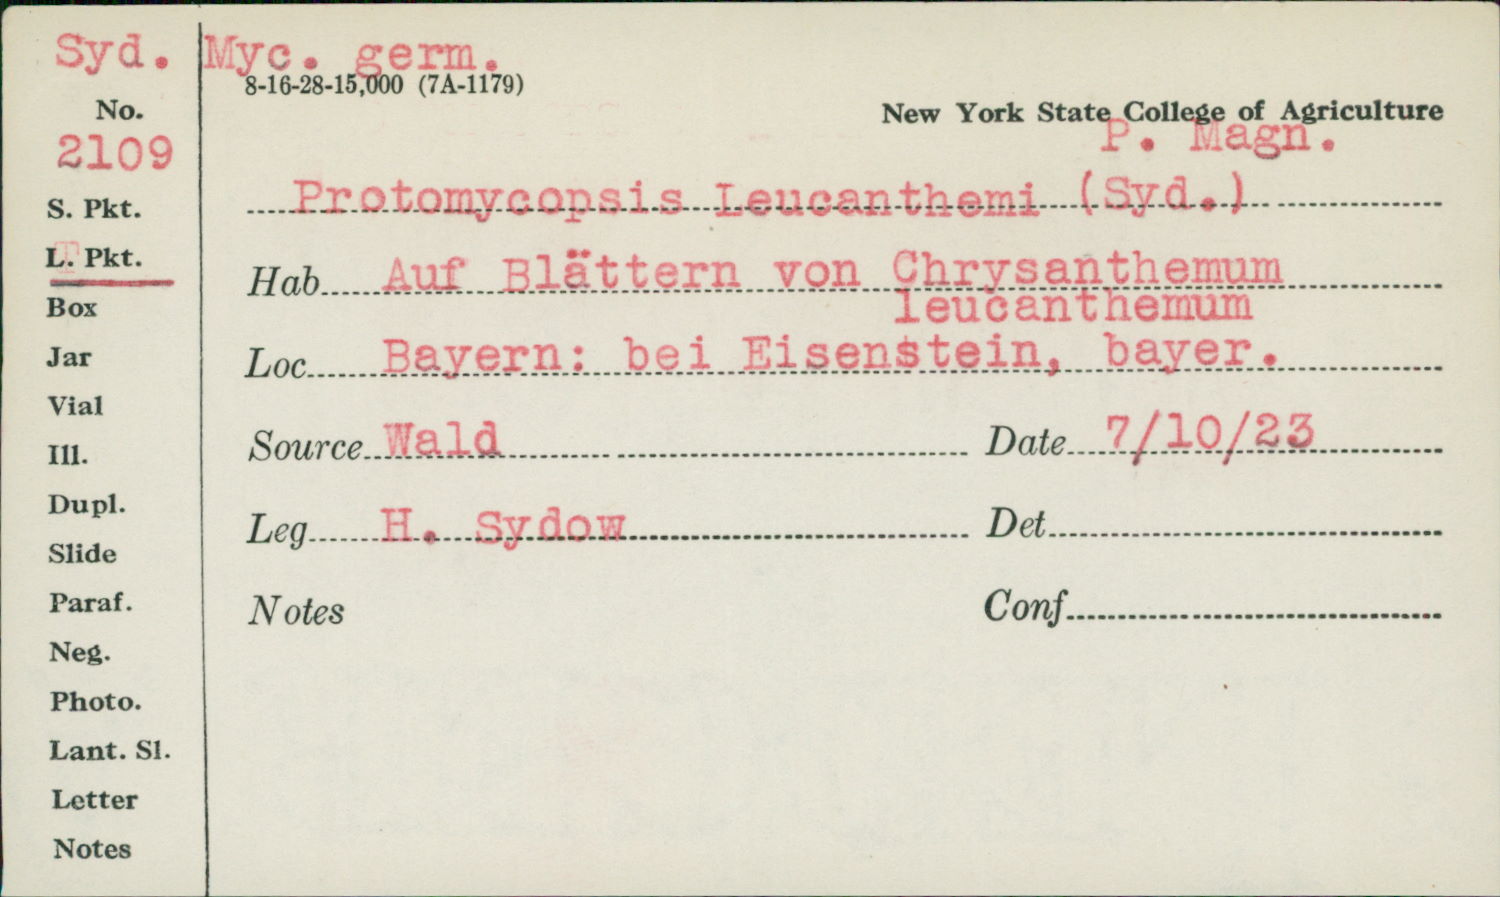 Syd. Myc. germ.
8-16-28-15,000 (7A-1179)
No.
New York State College of Agriculture
2109
P. Magn.
S. Pkt.
Protomycopsis Leucanthemi (Syd.)
L. Pkt.
Hab Auf Blättern von Chrysanthemum
leucanthemum
Box
Jar
Loc Bayern: bei Eisenstein, bayer.
Vial
Ill.
Source Wald Date 7/10/23
Dupl.
Leg H. Sydow Det
Slide
Paraf.
Notes Conf
Neg.
Photo.
Lant. Sl.
Letter
Notes